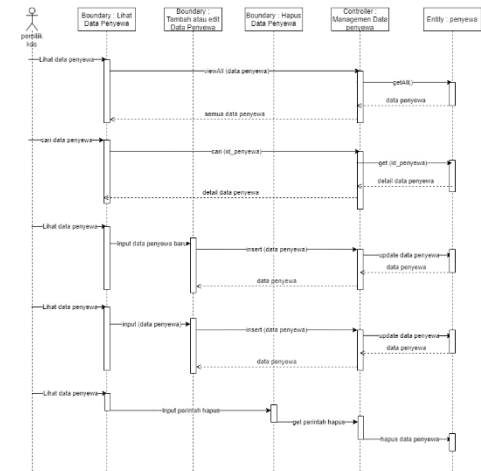 Boundary : Lihat
Data Penyewa
Boundary :
Tambah atau edit
Data Penyewa
Boundary : Hapus
Data Penyewa
Controller :
Managemen Data
penyewa
Entity : penyewa
pemilik
kos
Lihat data penyewa
viewAll (data penyewa)
getAll()
data penyewa
semua data penyewa
cari data penyewa
cari (id_penyewa)
get (id_penyewa)
detail data penyewa
detail data penyewa
Lihat data penyewa
input data penyewa baru
insert (data penyewa)
update data penyewa
data penyewa
data penyewa
Lihat data penyewa
input (data penyewa)
insert (data penyewa)
update data penyewa
data penyewa
data penyewa
Lihat data penyewa
input perintah hapus
get perintah hapus
hapus data penyewa